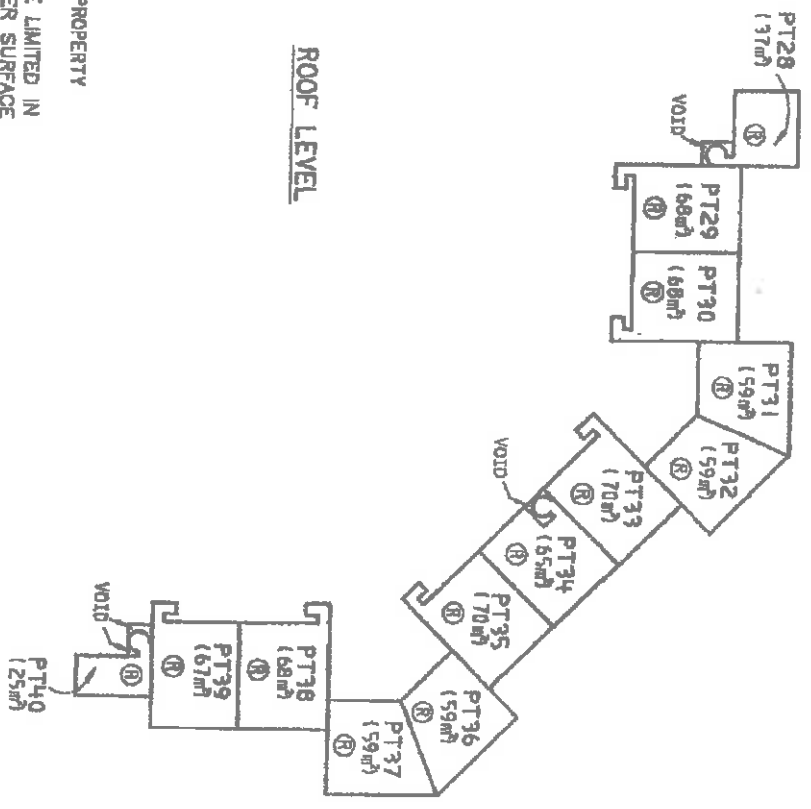 PROPERTY
LIMITED IN
ER SURFACE
ROOF LEVEL
PT28
(37m²)
VOID
R
PT29
(68m²)
R
PT30
(68m²)
R
PT31
(59m²)
R
PT32
(59m²)
R
PT33
(70m²)
R
VOID
PT34
(65m²)
R
PT35
(70m²)
R
PT36
(59m²)
R
PT37
(59m²)
R
PT38
(68m²)
R
PT39
(67m²)
R
VOID
R
PT40
(25m²)